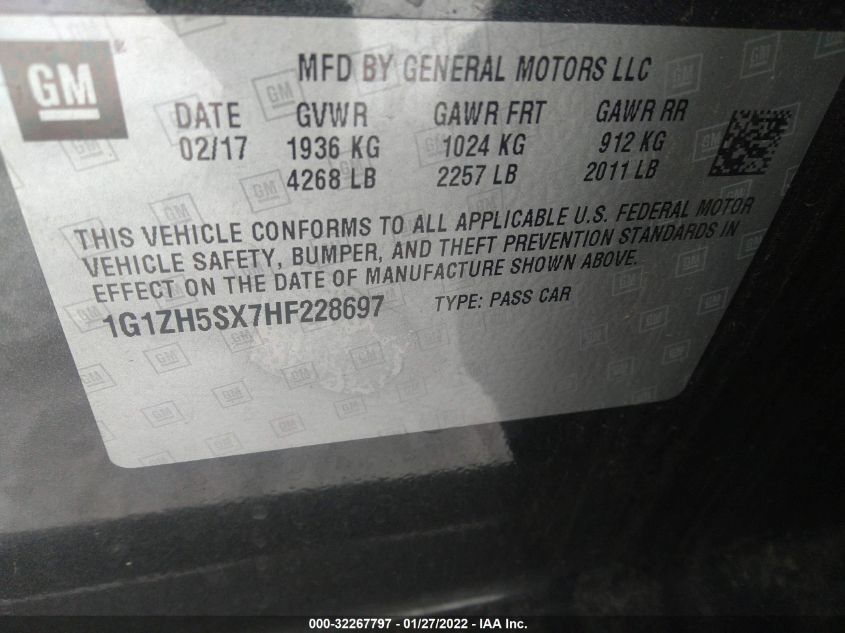 GM
MFD BY GENERAL MOTORS LLC
DATE GVWR GAWR FRT GAWR RR
02/17 1936 KG 1024 KG 912 KG
4268 LB 2257 LB 2011 LB
THIS VEHICLE CONFORMS TO ALL APPLICABLE U.S. FEDERAL MOTOR
VEHICLE SAFETY, BUMPER, AND THEFT PREVENTION STANDARDS IN
EFFECT ON THE DATE OF MANUFACTURE SHOWN ABOVE.
1G1ZH5SX7HF228697 TYPE: PASS CAR
000-32267797 - 01/27/2022 - IAA Inc.